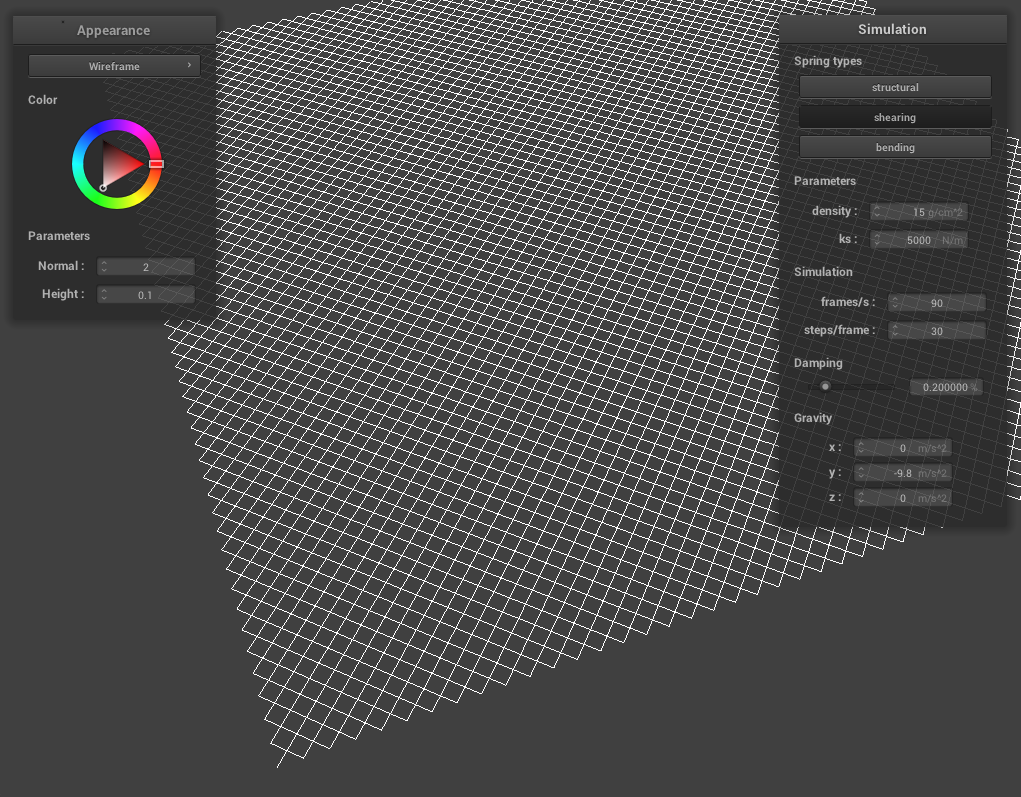 Appearance
Wireframe
Color
Parameters
Normal : 2
Height : 0.1
Simulation
Spring types
structural
shearing
bending
Parameters
density : 15 g/cm^2
ks : 5000 N/m
Simulation
frames/s : 90
steps/frame : 30
Damping
0.200000 %
Gravity
x : 0 m/s^2
y : -9.8 m/s^2
z : 0 m/s^2